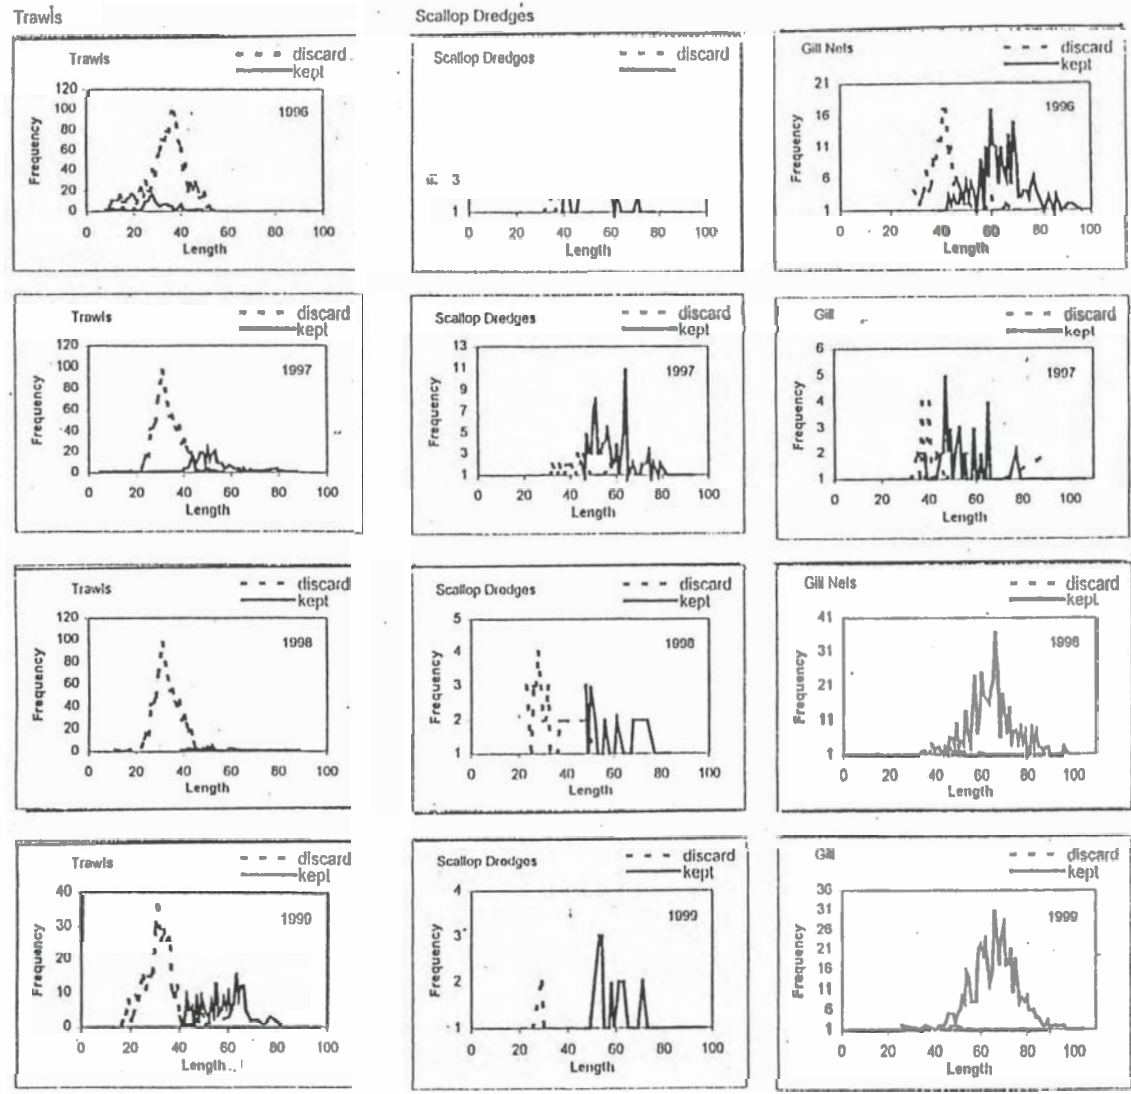 Trawls
Scallop Dredges
Trawls
discard
kept
120
100
80
60
40
20
0
1996
Frequency
0 20 40 60 80 100
Length
Scallop Dredges
discard
3
1
0 20 40 60 80 100
Length
Gill Nels
discard
kept
21
16
11
6
1
1996
Frequency
0 20 40 60 80 100
Length
Trawls
discard
kept
120
100
80
60
40
20
0
1997
Frequency
0 20 40 60 80 100
Length
Scallop Dredges
discard
kept
13
11
9
7
5
3
1
1997
Frequency
0 20 40 60 80 100
Length
Gill
discard
kept
6
5
4
3
2
1
1997
Frequency
0 20 40 60 80 100
Length
Trawls
discard
kept
120
100
80
60
40
20
0
1998
Frequency
0 20 40 60 80 100
Length
Scallop Dredges
discard
kept
5
4
3
2
1
1998
Frequency
0 20 40 60 80 100
Length
Gill Nels
discard
kept
41
31
21
11
1
1998
Frequency
0 20 40 60 80 100
Length
Trawls
discard
kept
40
30
20
10
0
1999
Frequency
0 20 40 60 80 100
Length
Scallop Dredges
discard
kept
4
3
2
1
1999
Frequency
0 20 40 60 80 100
Length
Gill
discard
kept
36
31
26
21
16
11
6
1
1999
Frequency
0 20 40 60 80 100
Length